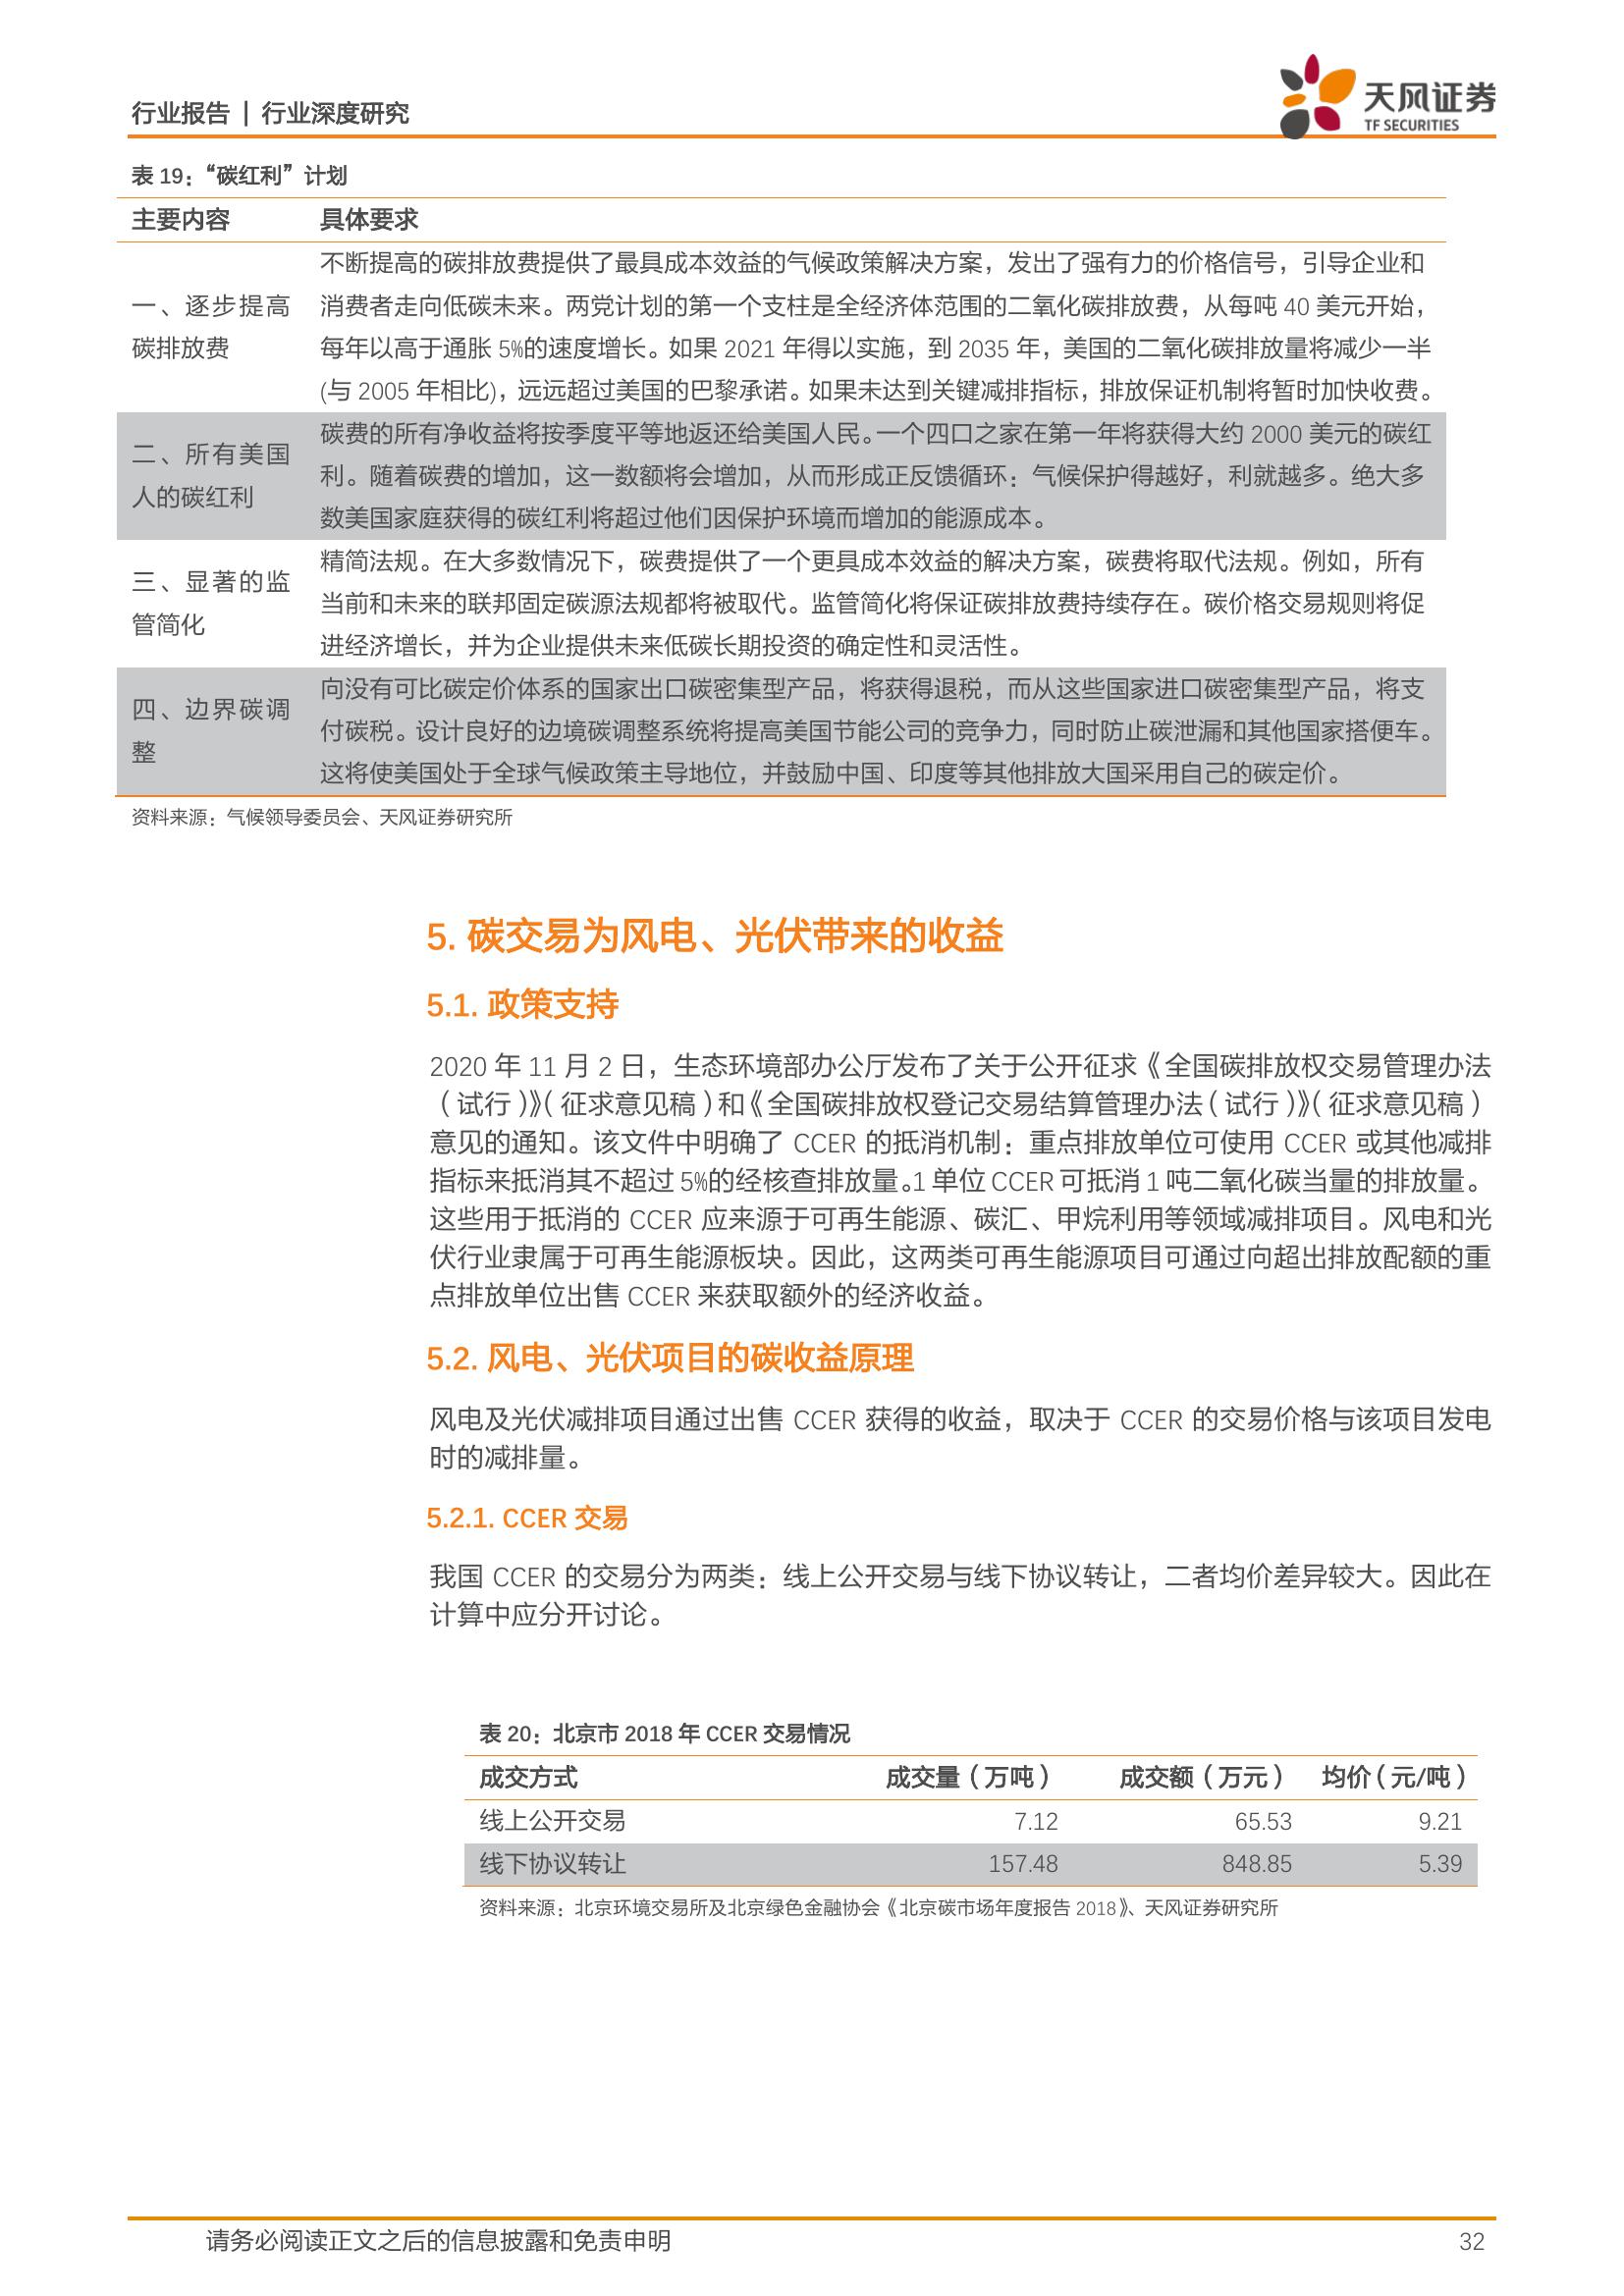 行业报告 | 行业深度研究
天风证券
TF SECURITIES
表 19：“碳红利”计划
主要内容 具体要求
一、逐步提高
碳排放费
不断提高的碳排放费提供了最具成本效益的气候政策解决方案，发出了强有力的价格信号，引导企业和
消费者走向低碳未来。两党计划的第一个支柱是全经济体范围的二氧化碳排放费，从每吨 40 美元开始，
每年以高于通胀 5%的速度增长。如果 2021 年得以实施，到 2035 年，美国的二氧化碳排放量将减少一半
(与 2005 年相比)，远远超过美国的巴黎承诺。如果未达到关键减排指标，排放保证机制将暂时加快收费。
二、所有美国
人的碳红利
碳费的所有净收益将按季度平等地返还给美国人民。一个四口之家在第一年将获得大约 2000 美元的碳红
利。随着碳费的增加，这一数额将会增加，从而形成正反馈循环：气候保护得越好，利就越多。绝大多
数美国家庭获得的碳红利将超过他们因保护环境而增加的能源成本。
三、显著的监
管简化
精简法规。在大多数情况下，碳费提供了一个更具成本效益的解决方案，碳费将取代法规。例如，所有
当前和未来的联邦固定碳源法规都将被取代。监管简化将保证碳排放费持续存在。碳价格交易规则将促
进经济增长，并为企业提供未来低碳长期投资的确定性和灵活性。
四、边界碳调
整
向没有可比碳定价体系的国家出口碳密集型产品，将获得退税，而从这些国家进口碳密集型产品，将支
付碳税。设计良好的边境碳调整系统将提高美国节能公司的竞争力，同时防止碳泄漏和其他国家搭便车。
这将使美国处于全球气候政策主导地位，并鼓励中国、印度等其他排放大国采用自己的碳定价。
资料来源：气候领导委员会、天风证券研究所
5. 碳交易为风电、光伏带来的收益
5.1. 政策支持
2020 年 11 月 2 日，生态环境部办公厅发布了关于公开征求《全国碳排放权交易管理办法
（试行）》（征求意见稿）和《全国碳排放权登记交易结算管理办法（试行）》（征求意见稿）
意见的通知。该文件中明确了 CCER 的抵消机制：重点排放单位可使用 CCER 或其他减排
指标来抵消其不超过 5%的经核查排放量。1 单位 CCER 可抵消 1 吨二氧化碳当量的排放量。
这些用于抵消的 CCER 应来源于可再生能源、碳汇、甲烷利用等领域减排项目。风电和光
伏行业隶属于可再生能源板块。因此，这两类可再生能源项目可通过向超出排放配额的重
点排放单位出售 CCER 来获取额外的经济收益。
5.2. 风电、光伏项目的碳收益原理
风电及光伏减排项目通过出售 CCER 获得的收益，取决于 CCER 的交易价格与该项目发电
时的减排量。
5.2.1. CCER 交易
我国 CCER 的交易分为两类：线上公开交易与线下协议转让，二者均价差异较大。因此在
计算中应分开讨论。
表 20：北京市 2018 年 CCER 交易情况
成交方式 成交量（万吨） 成交额（万元） 均价（元/吨）
线上公开交易 7.12 65.53 9.21
线下协议转让 157.48 848.85 5.39
资料来源：北京环境交易所及北京绿色金融协会《北京碳市场年度报告 2018》、天风证券研究所
请务必阅读正文之后的信息披露和免责申明 32